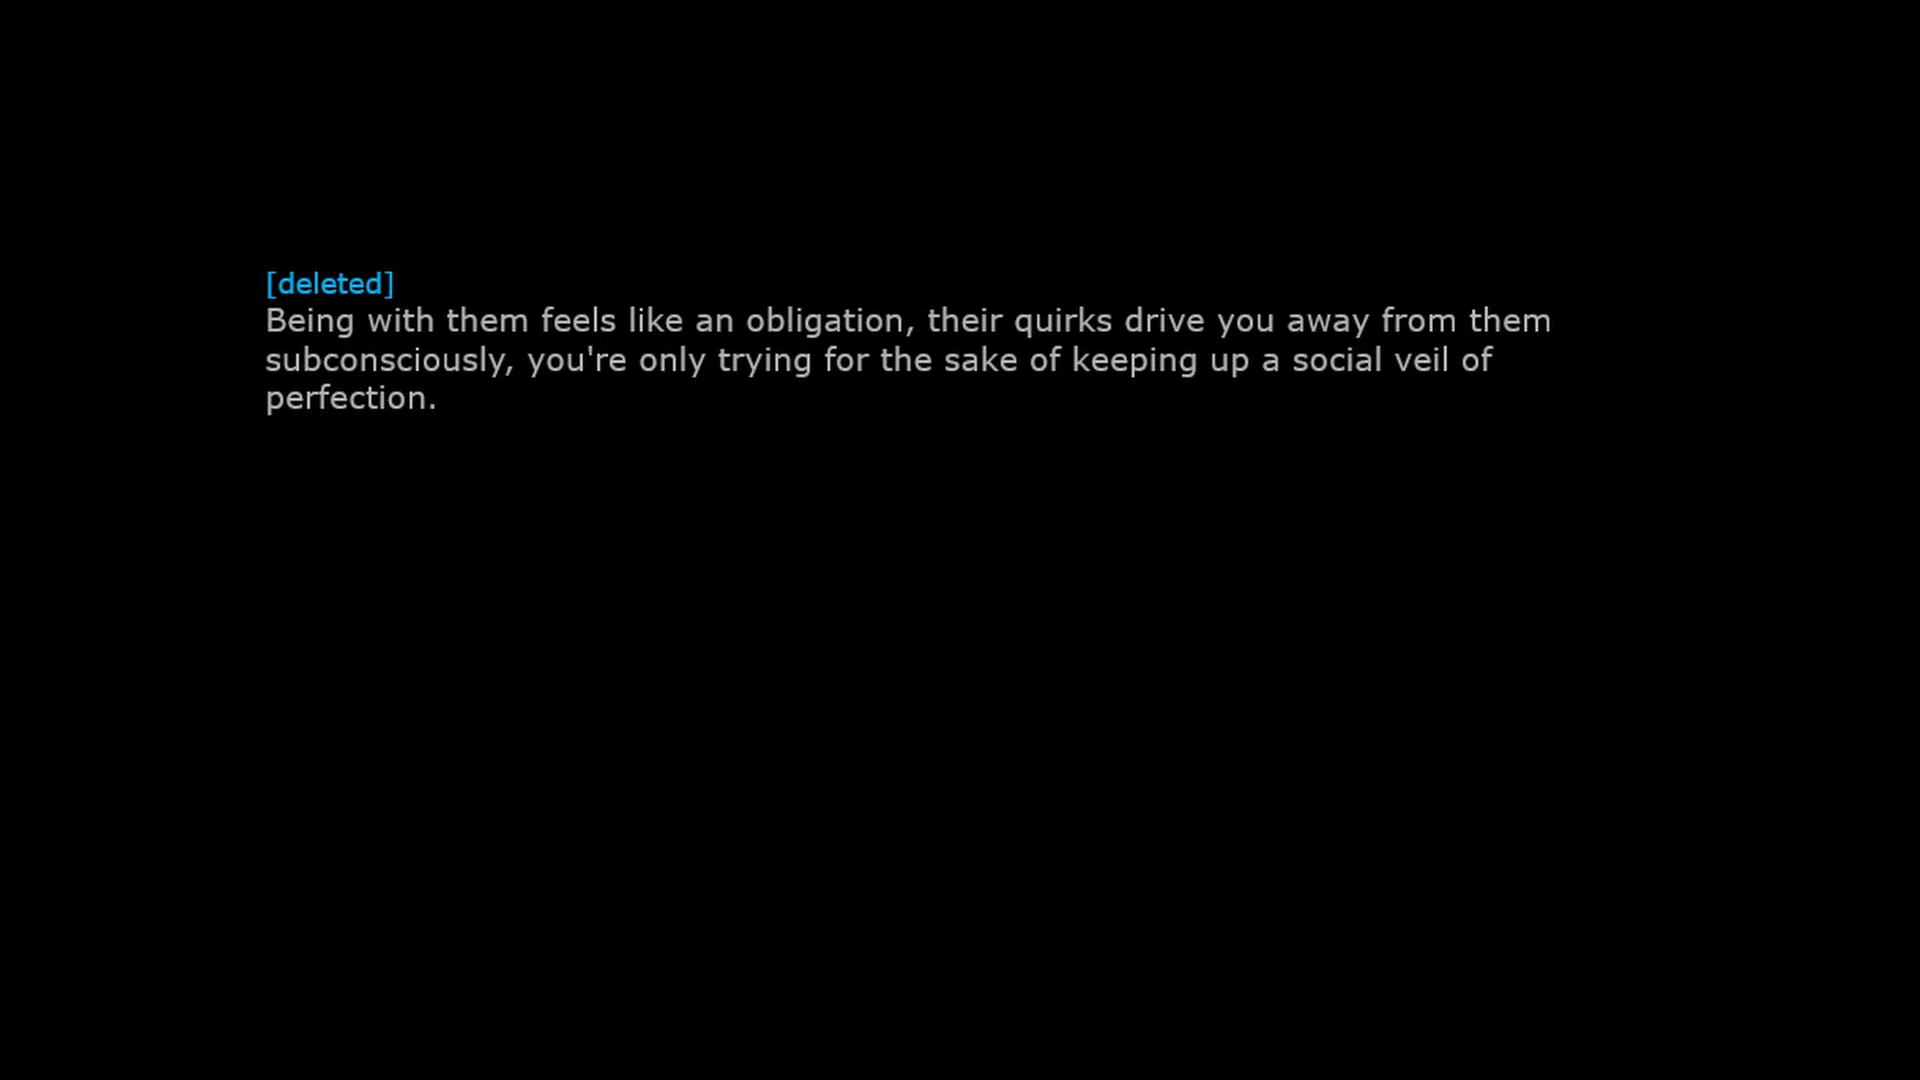 [deleted]
Being with them feels like an obligation, their quirks drive you away from them
subconsciously, you're only trying for the sake of keeping up a social veil of
perfection.